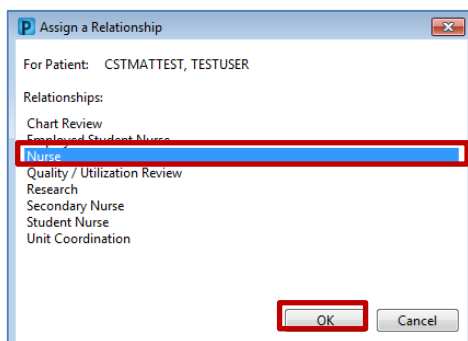 Assign a Relationship
For Patient: CSTMATTEST, TESTUSER
Relationships:
Chart Review
Employed Student Nurse
Nurse
Quality / Utilization Review
Research
Secondary Nurse
Student Nurse
Unit Coordination
OK Cancel